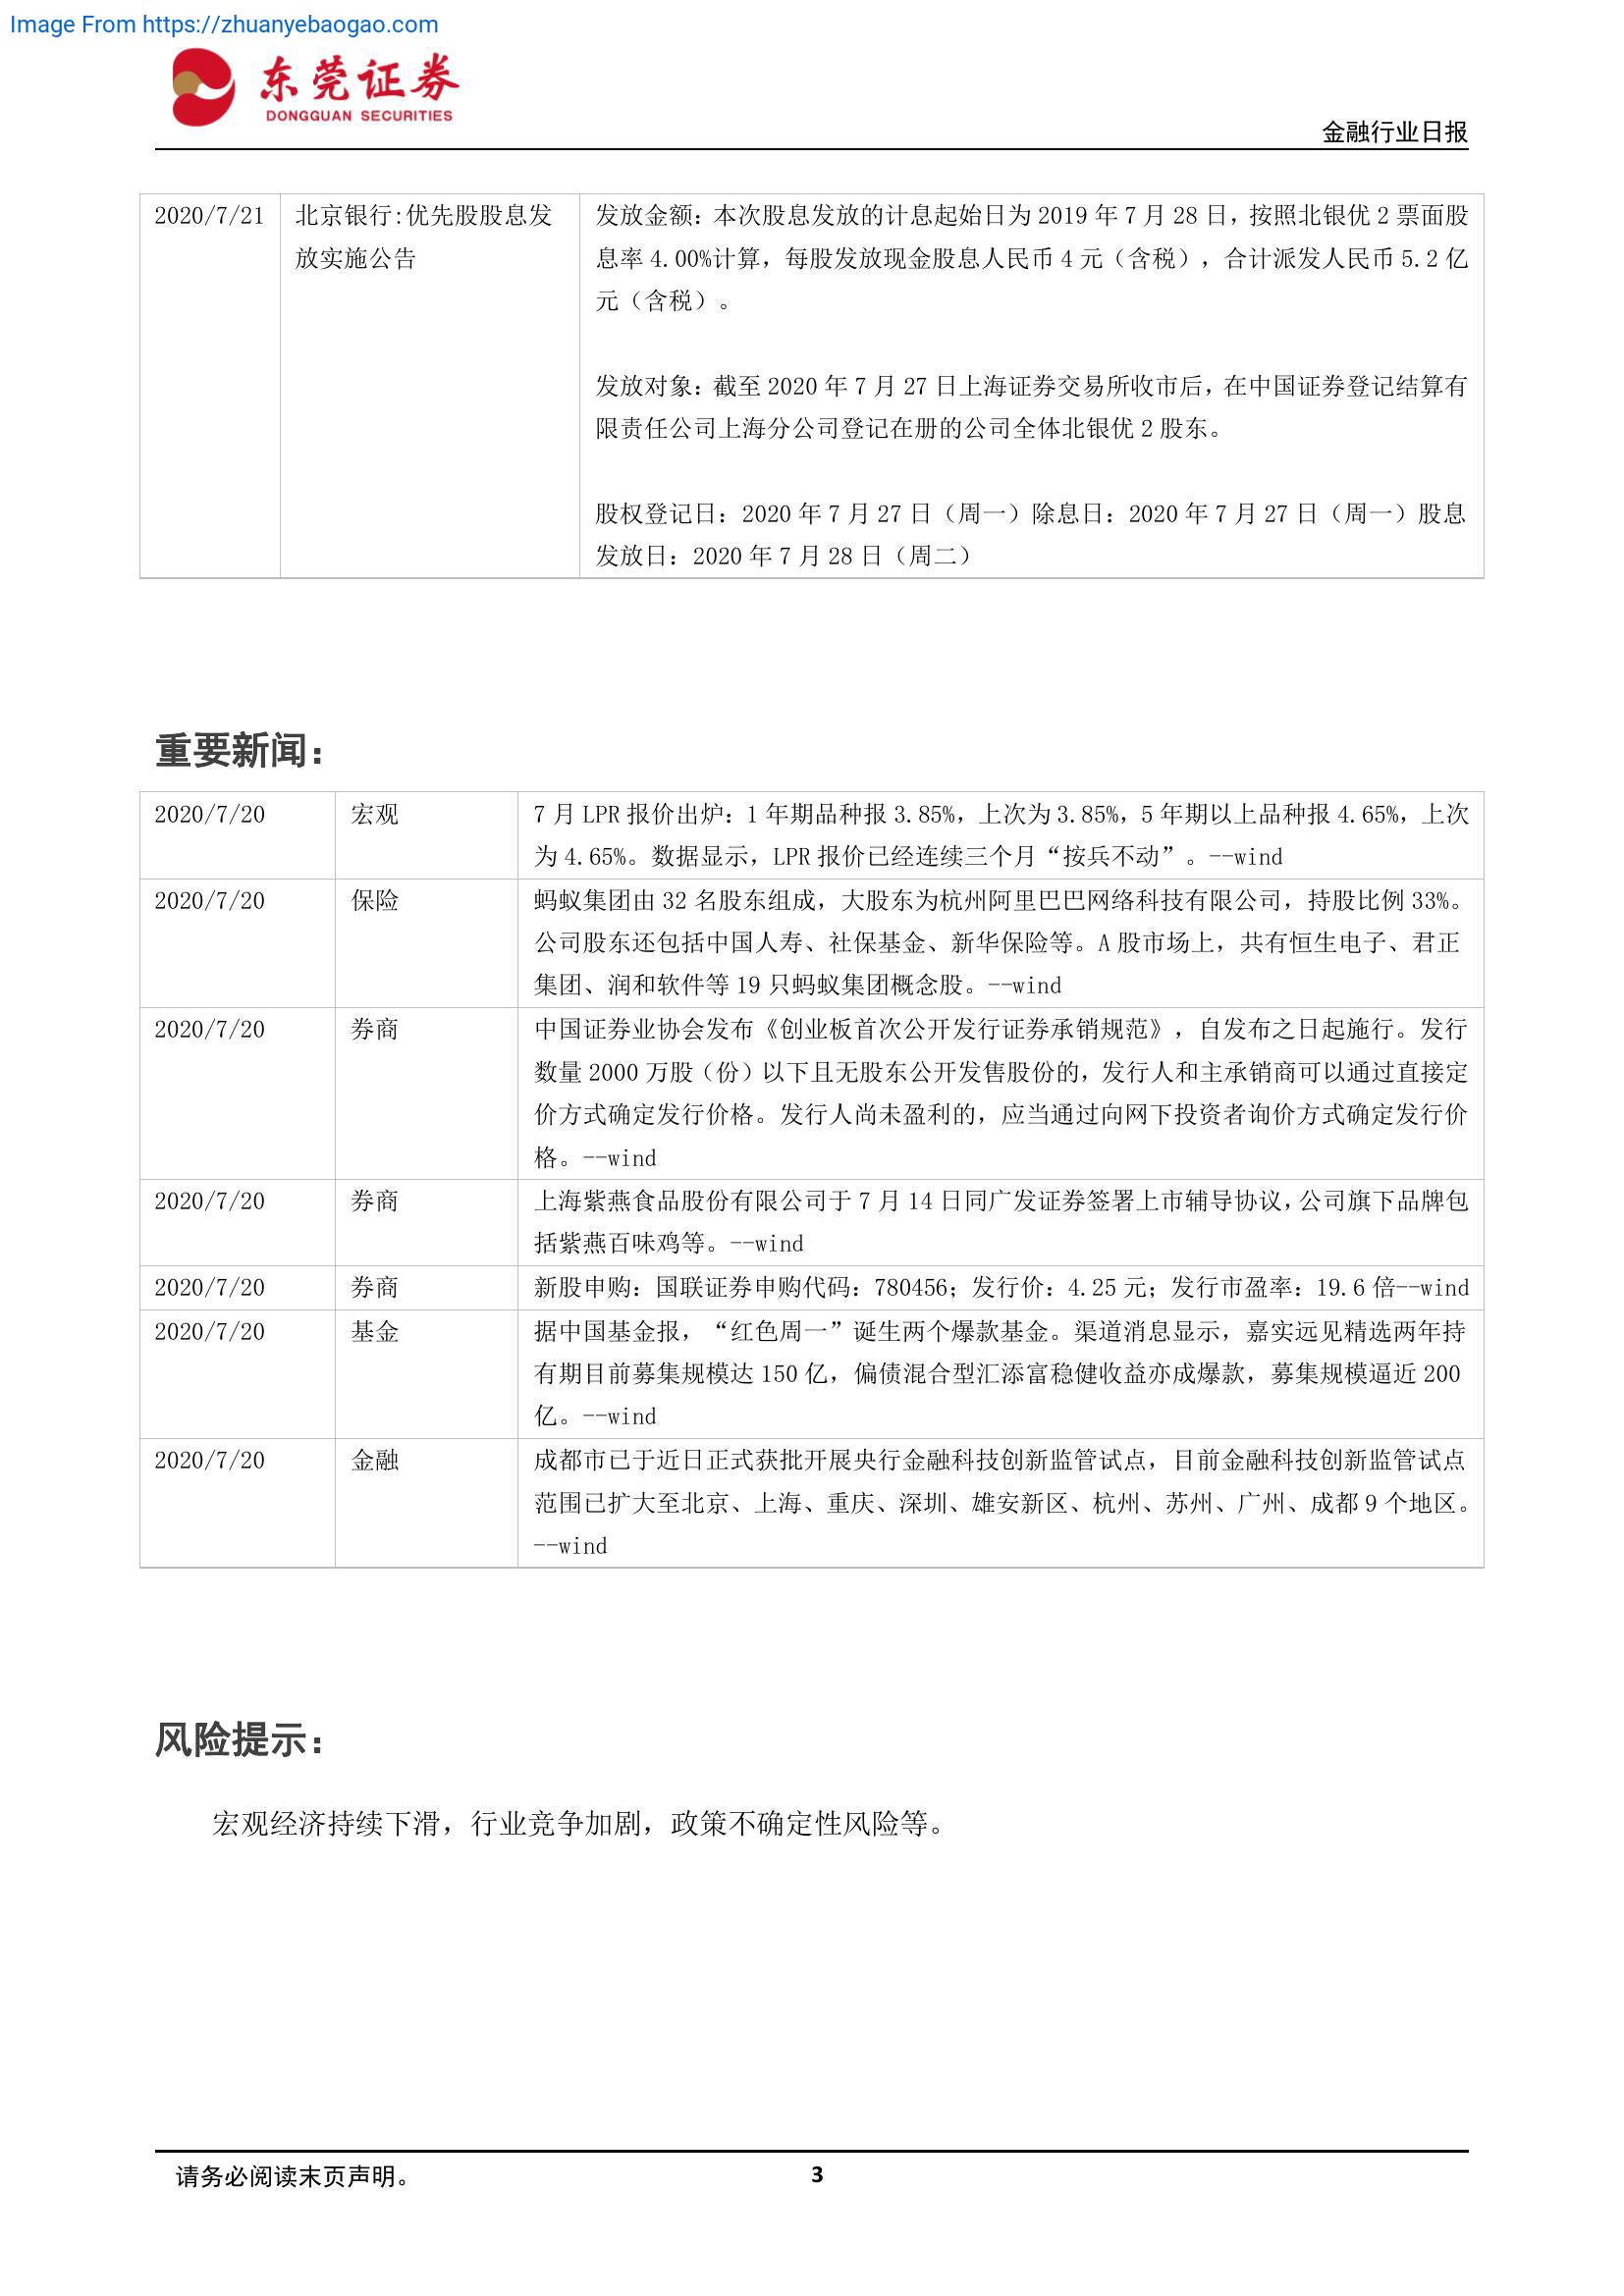 Image From https://zhuanyebaogao.com
东莞证券
DONGGUAN SECURITIES
金融行业日报
2020/7/21
北京银行:优先股股息发
放实施公告
发放金额：本次股息发放的计息起始日为 2019 年 7 月 28 日，按照北银优 2 票面股
息率 4.00%计算，每股发放现金股息人民币 4 元（含税），合计派发人民币 5.2 亿
元（含税）。
发放对象：截至 2020 年 7 月 27 日上海证券交易所收市后，在中国证券登记结算有
限责任公司上海分公司登记在册的公司全体北银优 2 股东。
股权登记日：2020 年 7 月 27 日（周一）除息日：2020 年 7 月 27 日（周一）股息
发放日：2020 年 7 月 28 日（周二）
重要新闻：
2020/7/20
宏观
7 月 LPR 报价出炉：1 年期品种报 3.85%，上次为 3.85%，5 年期以上品种报 4.65%，上次
为 4.65%。数据显示，LPR 报价已经连续三个月“按兵不动”。--wind
2020/7/20
保险
蚂蚁集团由 32 名股东组成，大股东为杭州阿里巴巴网络科技有限公司，持股比例 33%。
公司股东还包括中国人寿、社保基金、新华保险等。A 股市场上，共有恒生电子、君正
集团、润和软件等 19 只蚂蚁集团概念股。--wind
2020/7/20
券商
中国证券业协会发布《创业板首次公开发行证券承销规范》，自发布之日起施行。发行
数量 2000 万股（份）以下且无股东公开发售股份的，发行人和主承销商可以通过直接定
价方式确定发行价格。发行人尚未盈利的，应当通过向网下投资者询价方式确定发行价
格。--wind
2020/7/20
券商
上海紫燕食品股份有限公司于 7 月 14 日同广发证券签署上市辅导协议，公司旗下品牌包
括紫燕百味鸡等。--wind
2020/7/20
券商
新股申购：国联证券申购代码：780456；发行价：4.25 元；发行市盈率：19.6 倍--wind
2020/7/20
基金
据中国基金报，“红色周一”诞生两个爆款基金。渠道消息显示，嘉实远见精选两年持
有期目前募集规模达 150 亿，偏债混合型汇添富稳健收益亦成爆款，募集规模逼近 200
亿。--wind
2020/7/20
金融
成都市已于近日正式获批开展央行金融科技创新监管试点，目前金融科技创新监管试点
范围已扩大至北京、上海、重庆、深圳、雄安新区、杭州、苏州、广州、成都 9 个地区。
--wind
风险提示：
宏观经济持续下滑，行业竞争加剧，政策不确定性风险等。
请务必阅读末页声明。
3